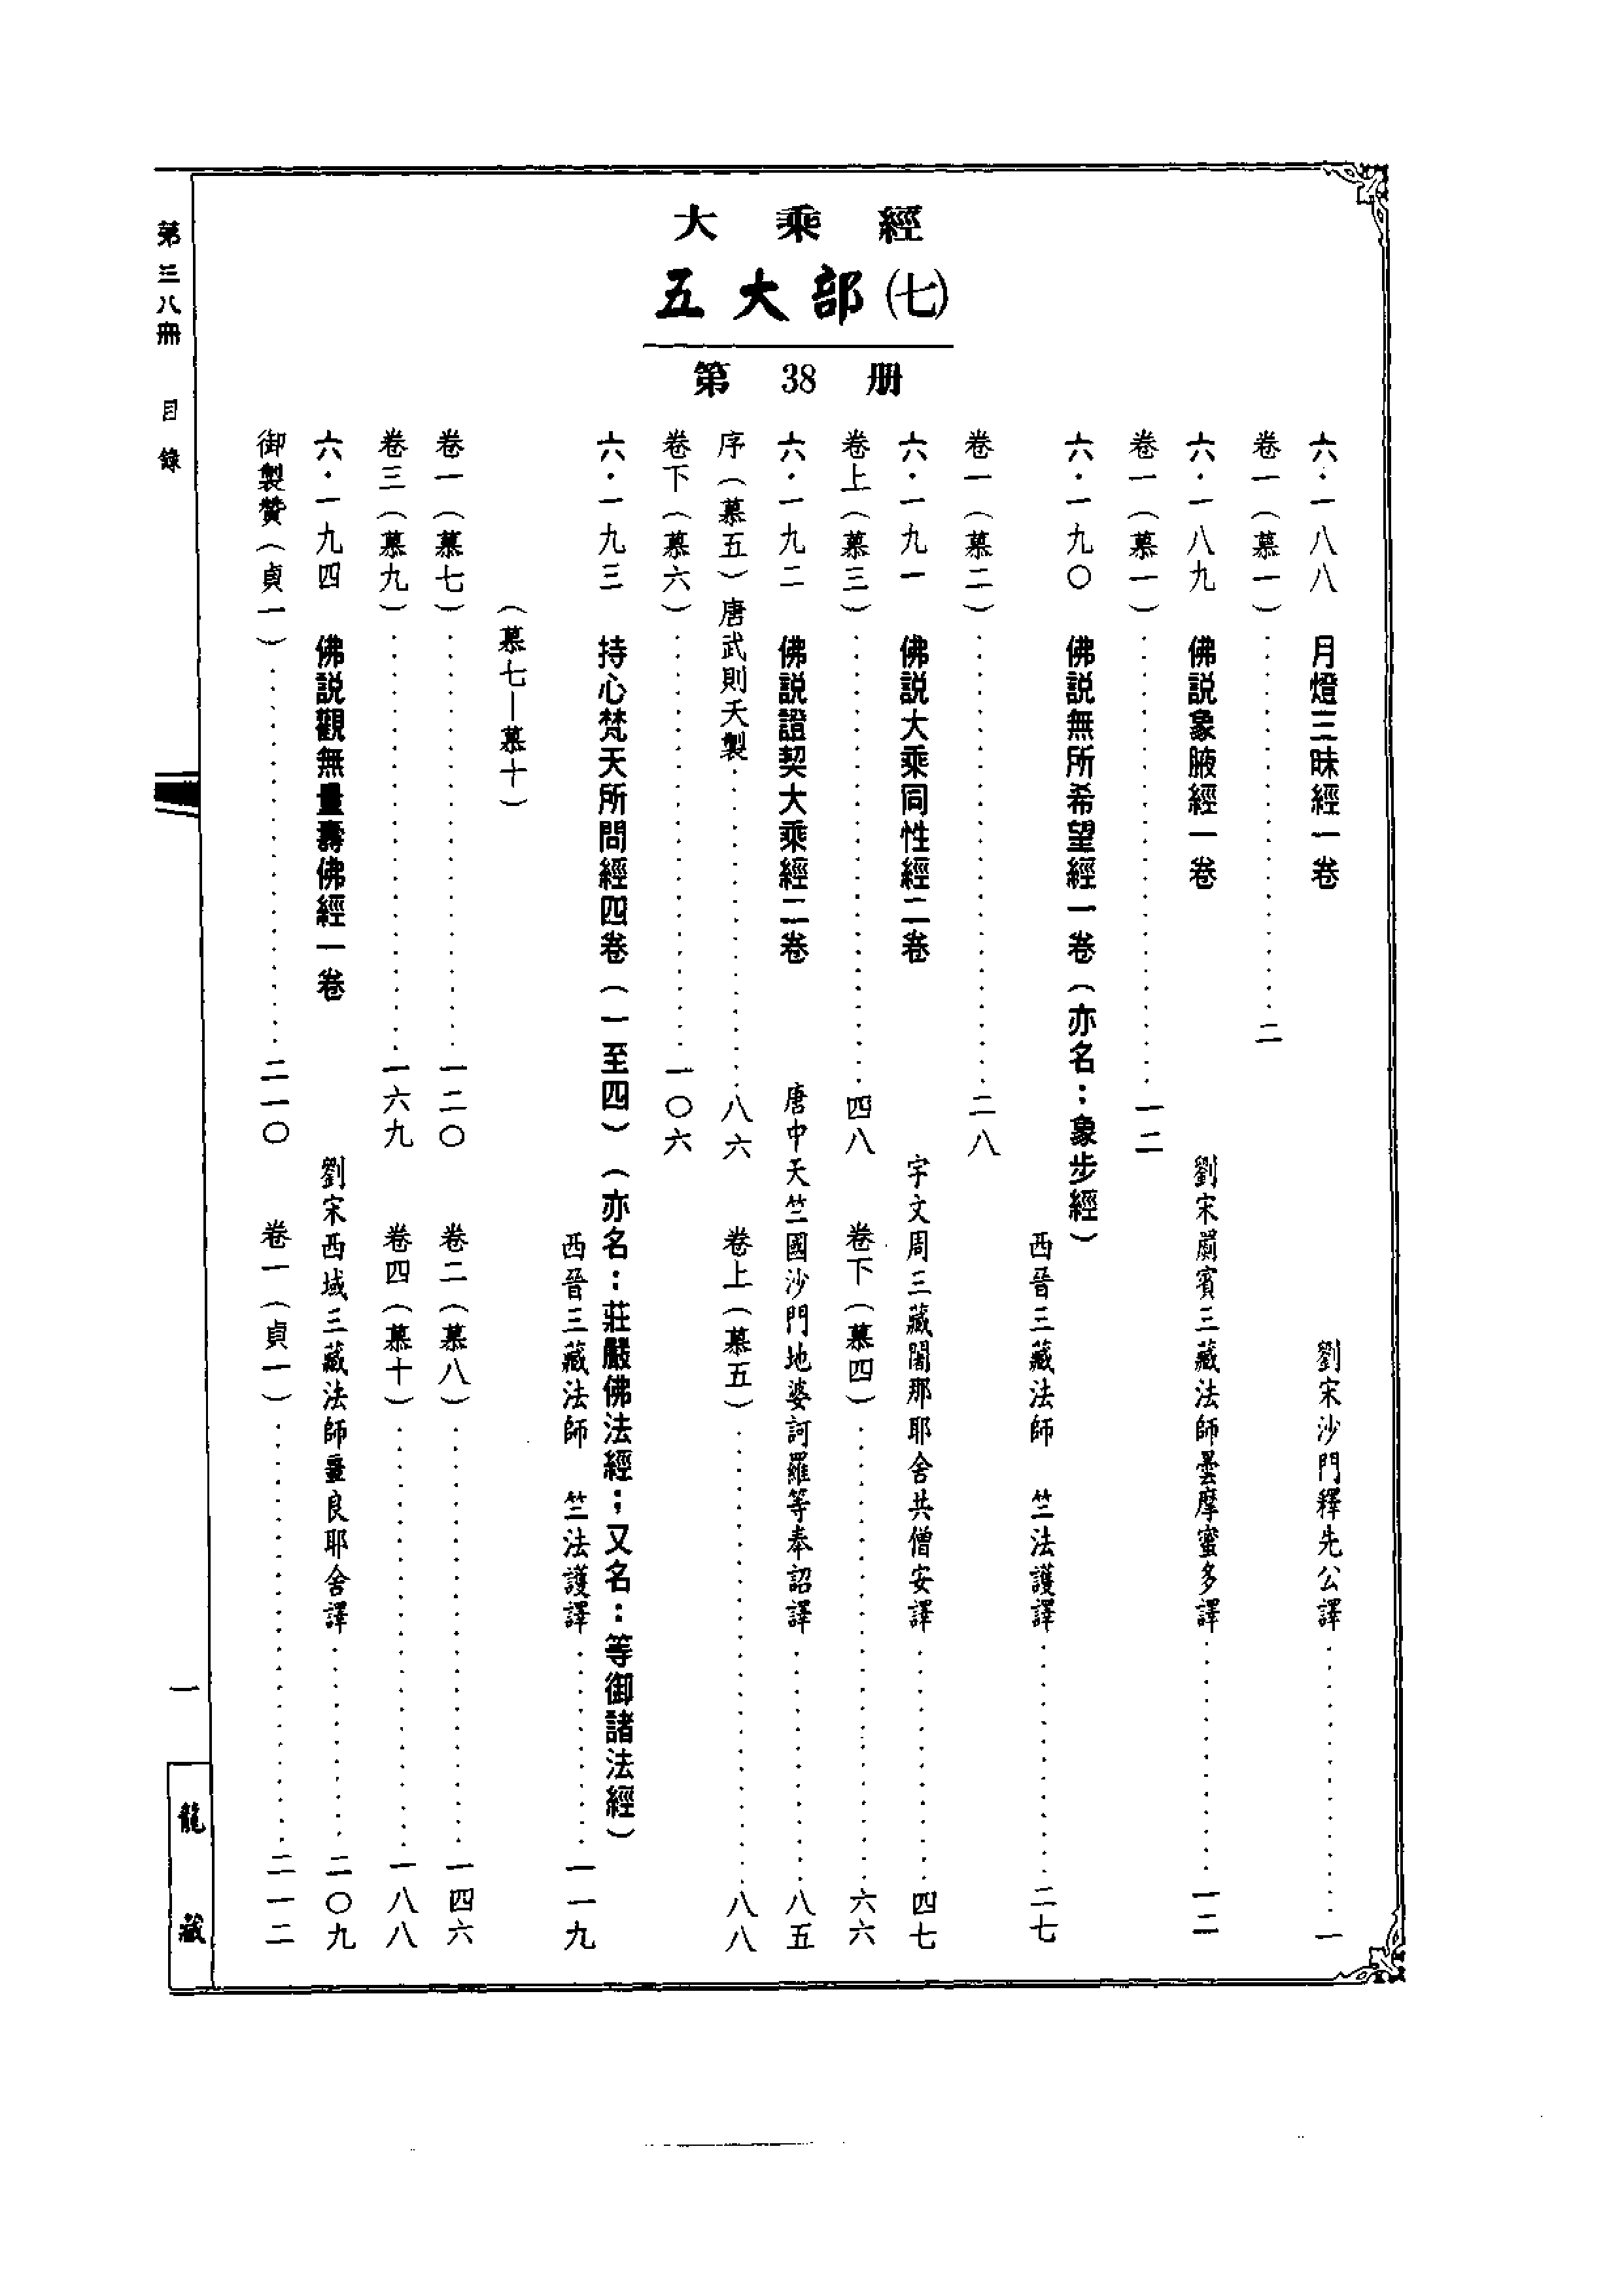 大乘經
五大部(七)
第38册
六·一八八　月燈三昧經一卷　劉宋沙門釋先公譯……一
卷一(慕一)……二
六·一八九　佛説象腋經一卷　劉宋罽賓三藏法師曇摩蜜多譯……一二
卷一(慕一)……一二
六·一九〇　佛説無所希望經一卷(亦名：象步經)
西晉三藏法師　竺法護譯……二七
卷一(慕二)……二八
六·一九一　佛説大乘同性經二卷　宇文周三藏闍那耶舍共僧安譯……四七
卷上(慕三)……四八　卷下(慕四)……六六
六·一九二　佛説證契大乘經二卷　唐中天竺國沙門地婆訶羅等奉詔譯……八五
序(慕五)唐武則天製……八六　卷上(慕五)……八八
卷下(慕六)……一〇六
六·一九三　持心梵天所問經四卷(一至四)(亦名：莊嚴佛法經；又名：等御諸法經)
西晉三藏法師　竺法護譯……一一九
(慕七—慕十)
卷一(慕七)……一二〇　卷二(慕八)……一四六
卷三(慕九)……一六九　卷四(慕十)……一八八
六·一九四　佛説觀無量壽佛經一卷　劉宋西域三藏法師畺良耶舍譯……二〇九
御製贊(貞一)……二一〇　卷一(貞一)……二一二
第三八冊　目錄
一
龍藏